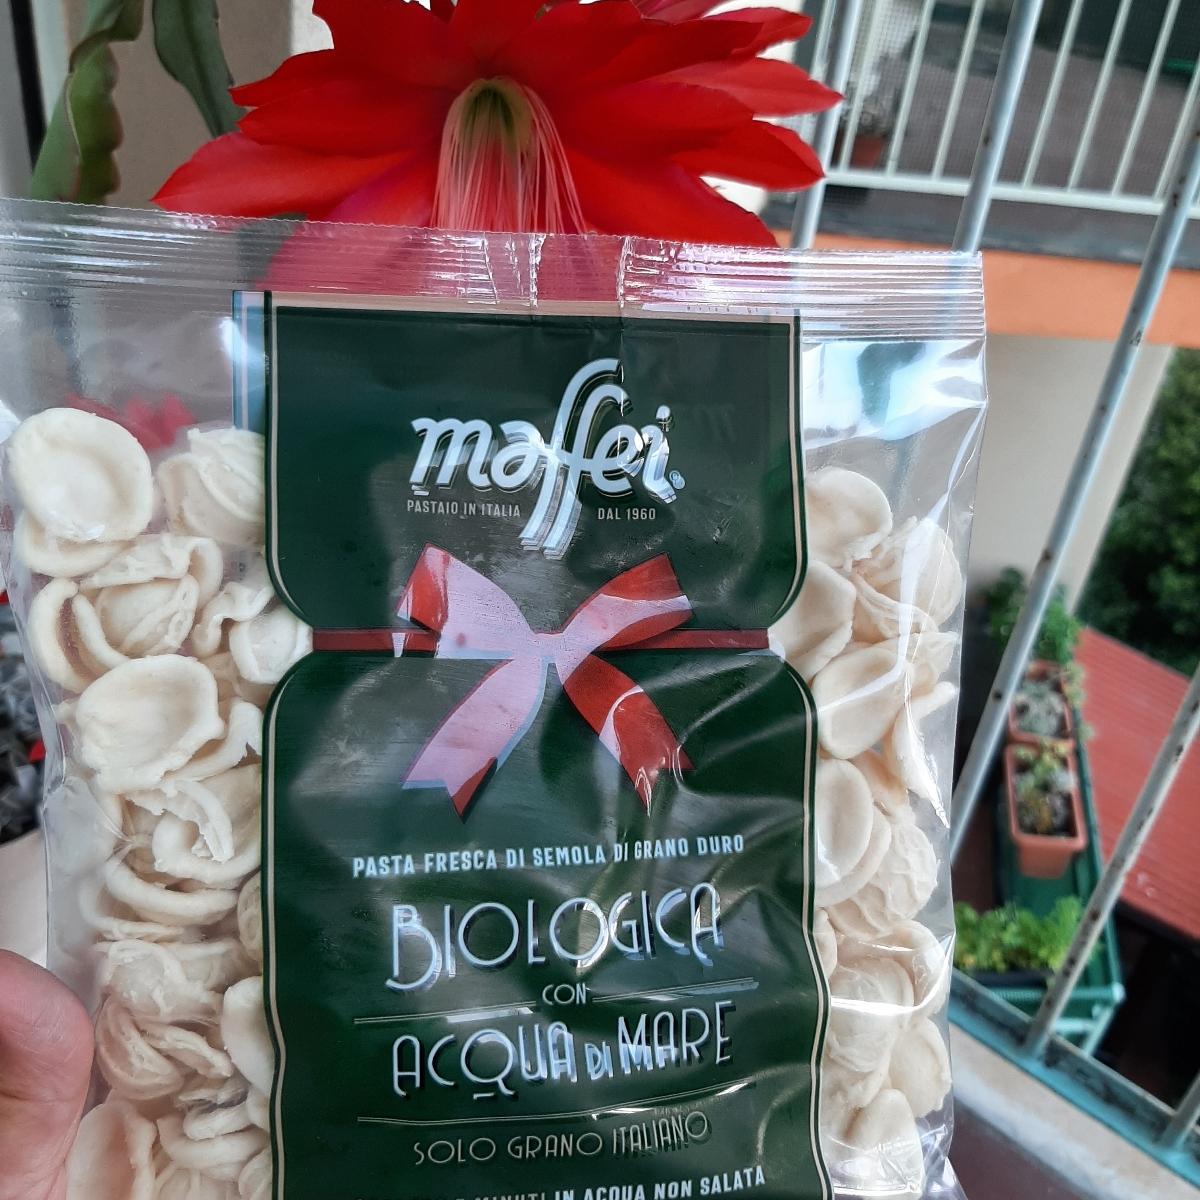 maffei®
PASTAIO IN ITALIA DAL 1960
PASTA FRESCA DI SEMOLA DI GRANO DURO
BIOLOGICA
CON
ACQUA DI MARE
SOLO GRANO ITALIANO
MINUTI IN ACQUA NON SALATA